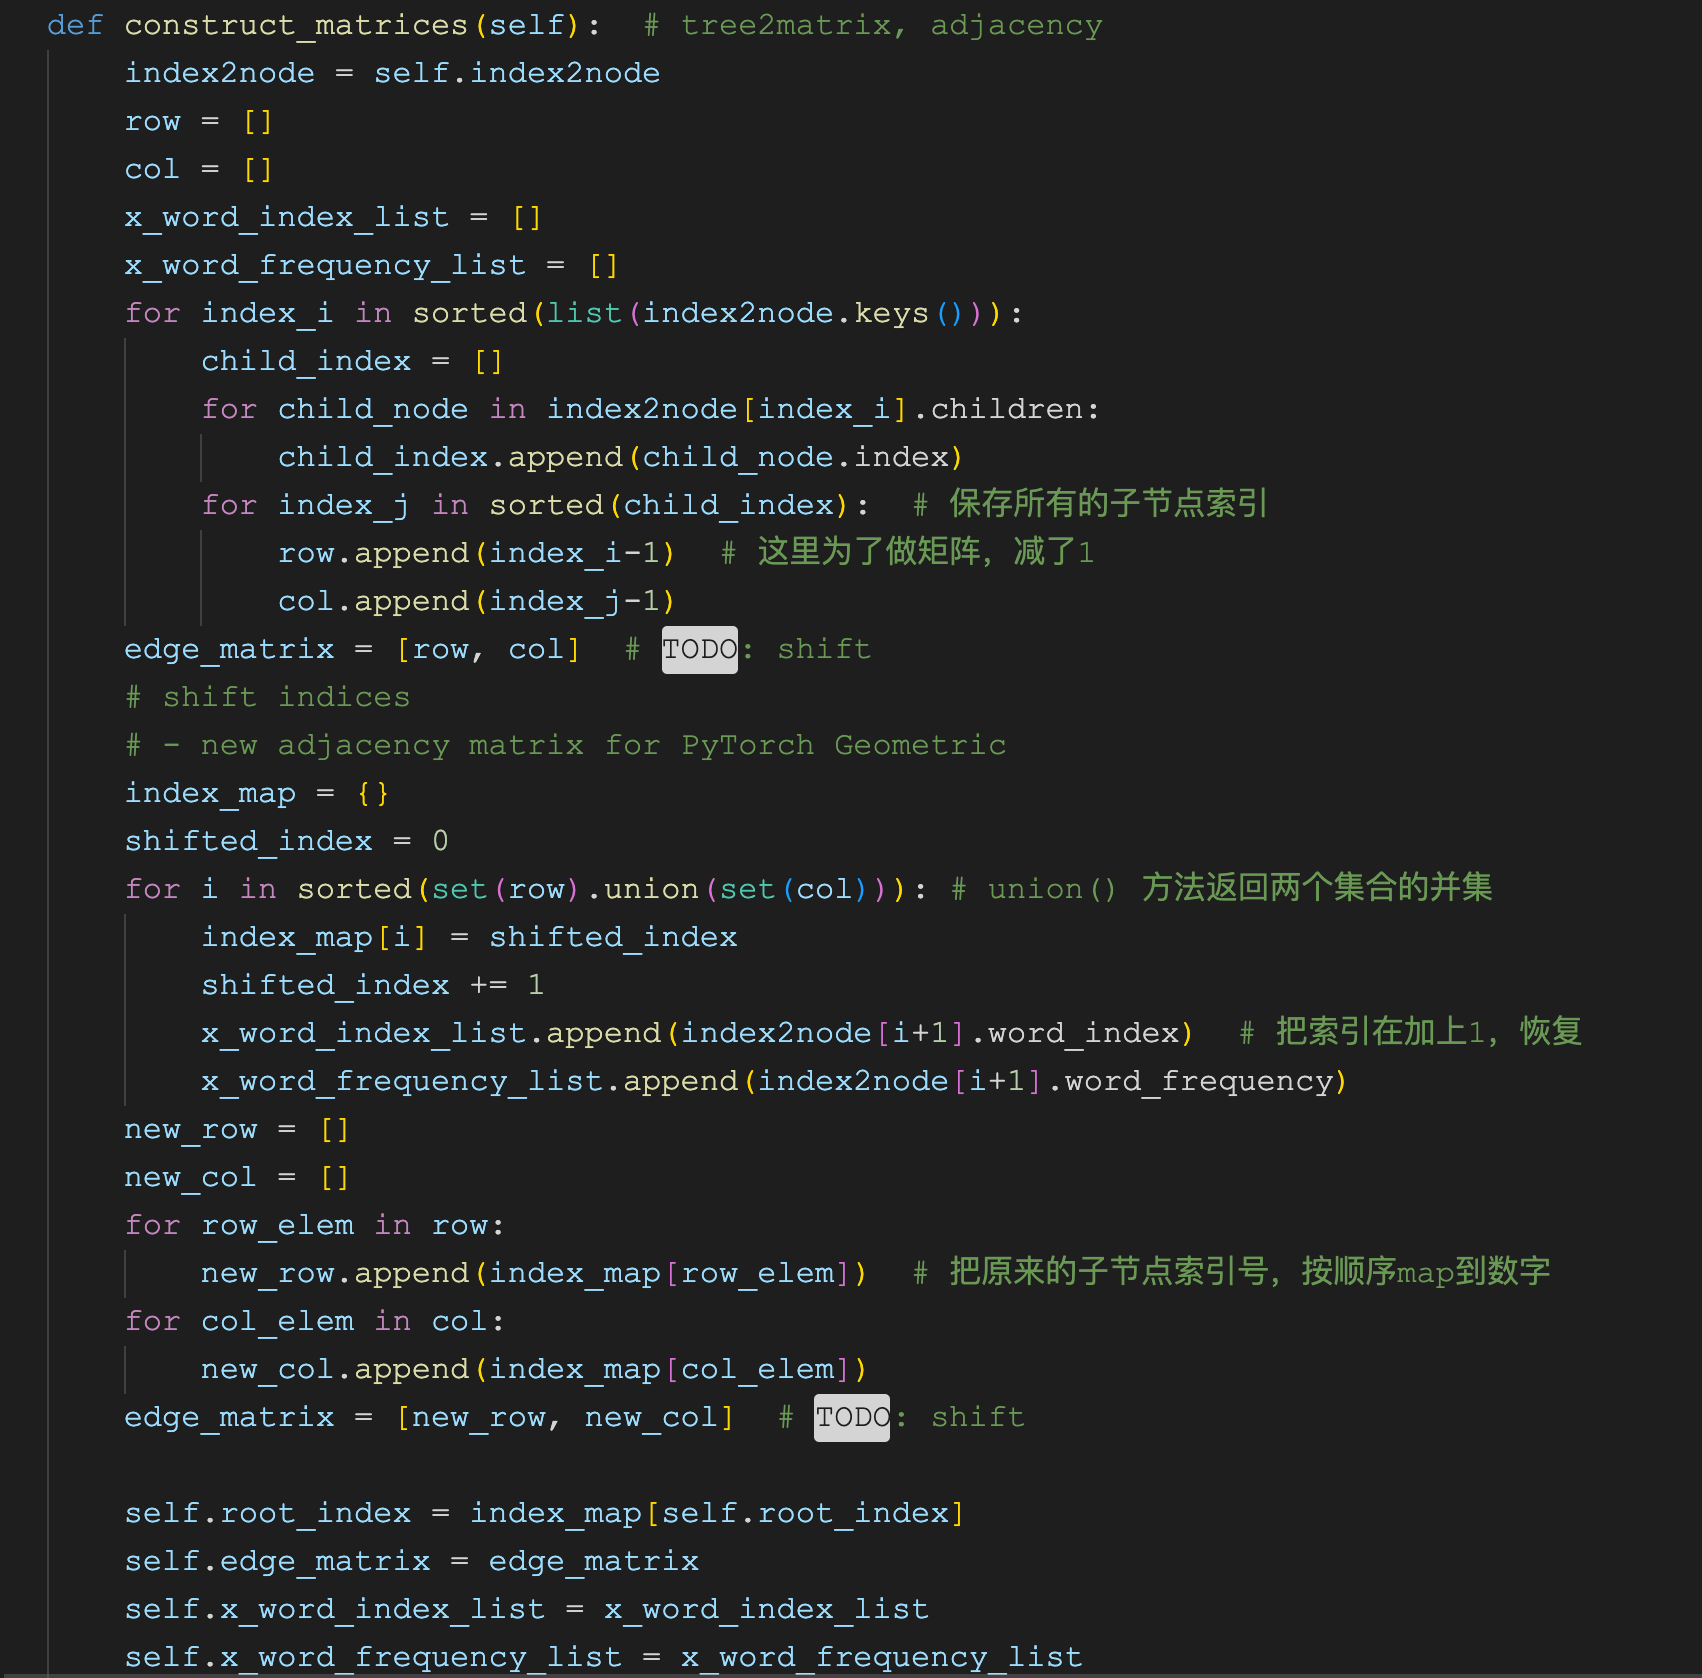 def construct_matrices(self):  # tree2matrix, adjacency
    index2node = self.index2node
    row = []
    col = []
    x_word_index_list = []
    x_word_frequency_list = []
    for index_i in sorted(list(index2node.keys())):
        child_index = []
        for child_node in index2node[index_i].children:
            child_index.append(child_node.index)
        for index_j in sorted(child_index):  # 保存所有的子节点索引
            row.append(index_i-1)  # 这里为了做矩阵，减了1
            col.append(index_j-1)
    edge_matrix = [row, col]  # TODO: shift
    # shift indices
    # - new adjacency matrix for PyTorch Geometric
    index_map = {}
    shifted_index = 0
    for i in sorted(set(row).union(set(col))): # union() 方法返回两个集合的并集
        index_map[i] = shifted_index
        shifted_index += 1
        x_word_index_list.append(index2node[i+1].word_index)  # 把索引在加上1，恢复
        x_word_frequency_list.append(index2node[i+1].word_frequency)
    new_row = []
    new_col = []
    for row_elem in row:
        new_row.append(index_map[row_elem])  # 把原来的子节点索引号，按顺序map到数字
    for col_elem in col:
        new_col.append(index_map[col_elem])
    edge_matrix = [new_row, new_col]  # TODO: shift

    self.root_index = index_map[self.root_index]
    self.edge_matrix = edge_matrix
    self.x_word_index_list = x_word_index_list
    self.x_word_frequency_list = x_word_frequency_list